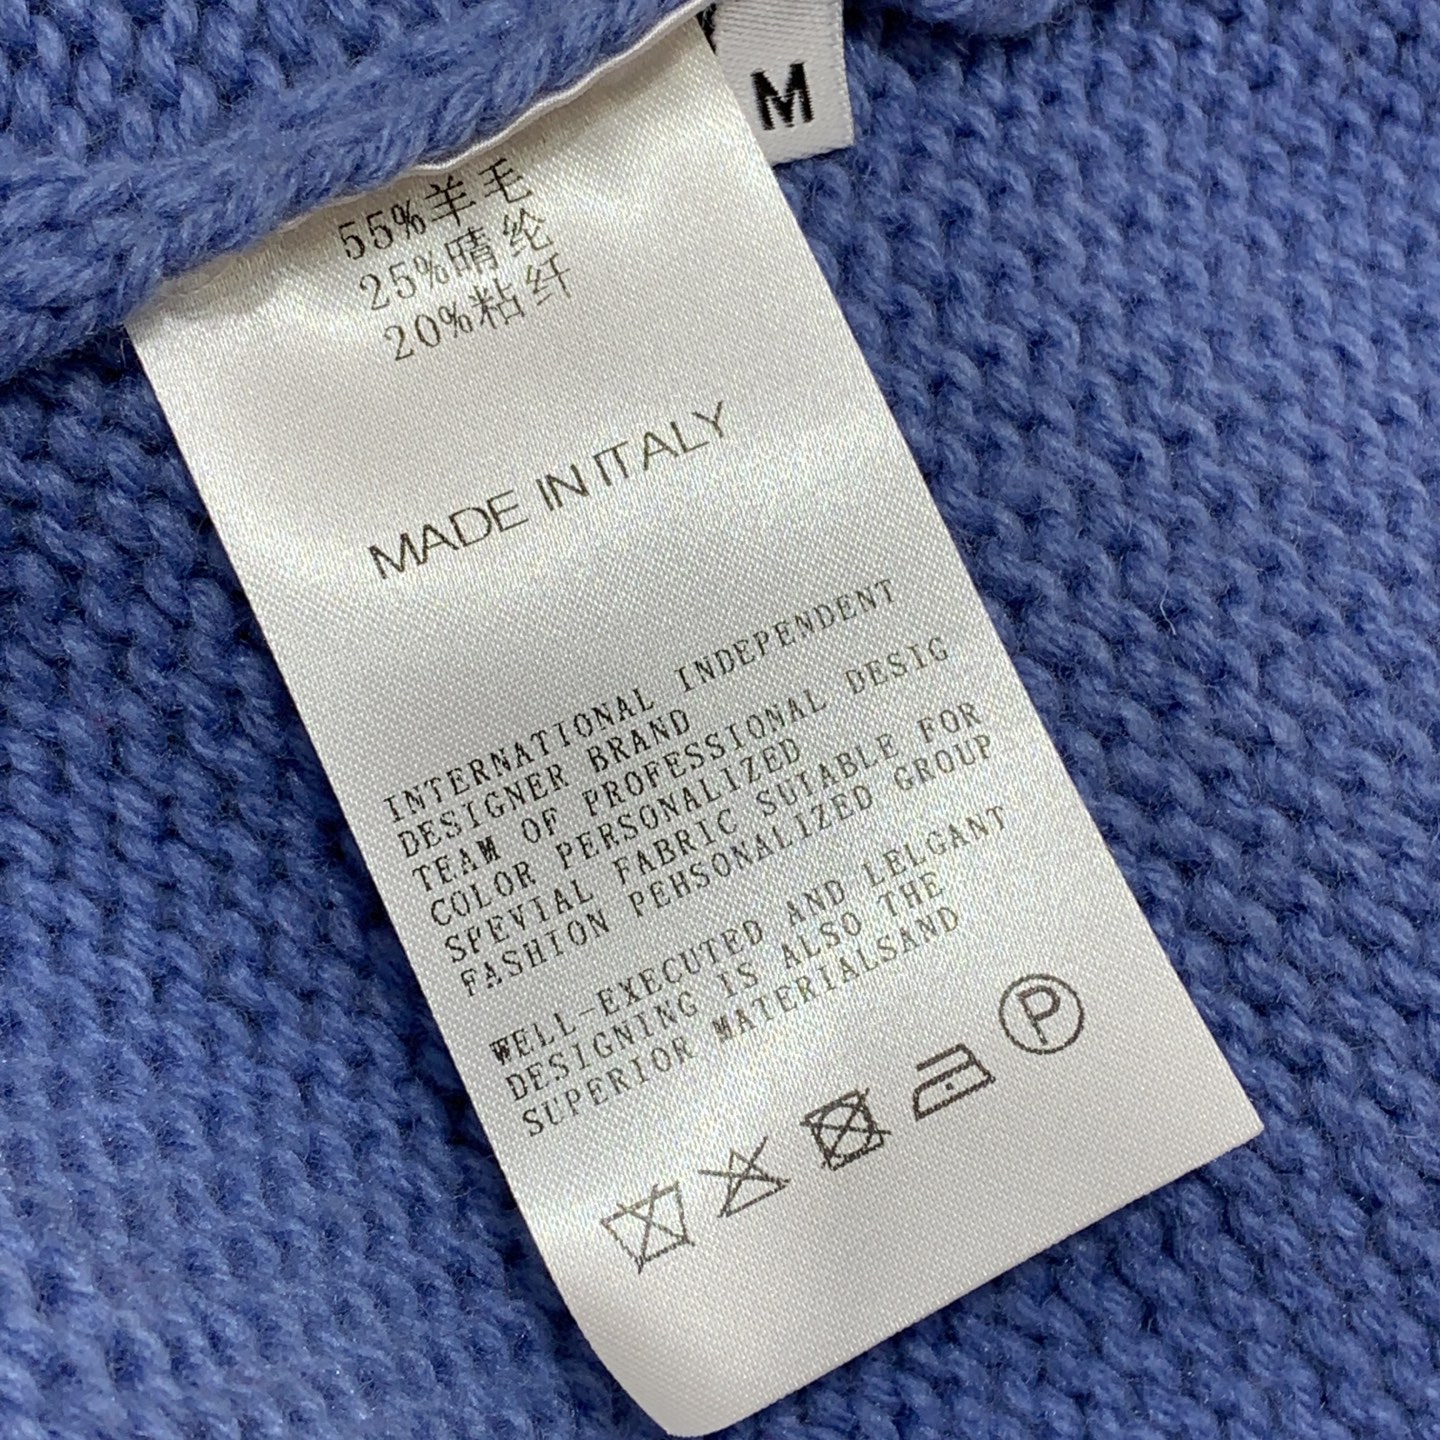 M
55%羊毛
25%晴纶
20%粘纤
MADE IN ITALY
INTERNATIONAL INDEPENDENT
DESIGNER BRAND
TEAM OF PROFESSIONAL DESIG
COLOR PERSONALIZED
SPEVIAL FABRIC SUITABLE FOR
FASHION PEHSONALIZED GROUP
WELL-EXECUTED AND LELGANT
DESIGNING IS ALSO THE
SUPERIOR MATERIALSAND
P